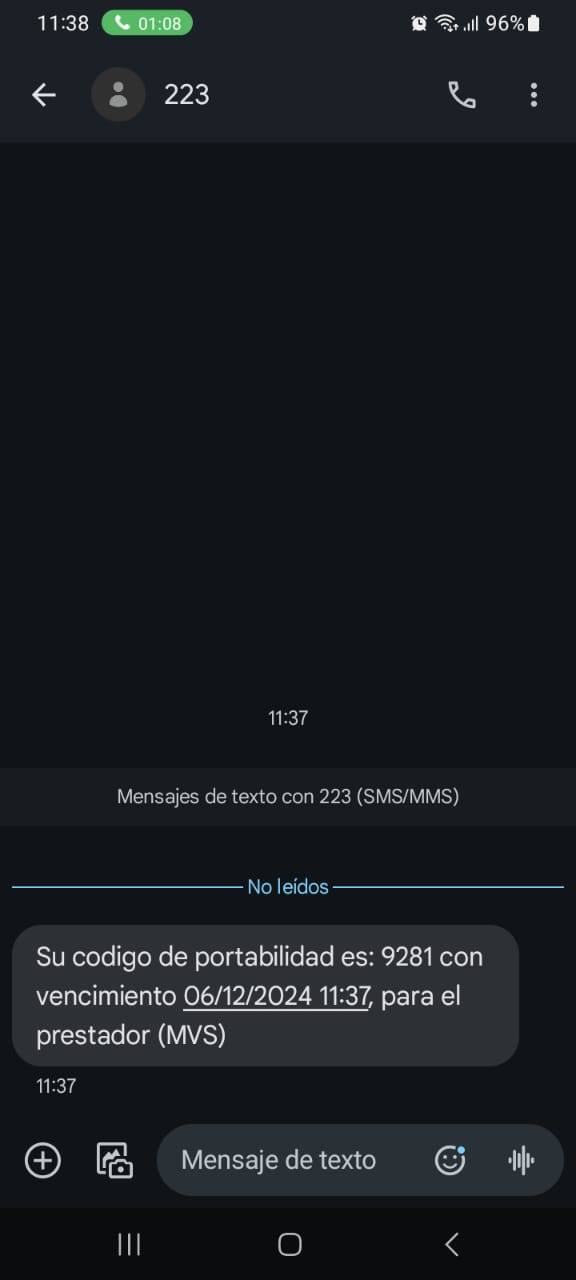 11:38 01:08 96%
223
11:37
Mensajes de texto con 223 (SMS/MMS)
No leídos
Su codigo de portabilidad es: 9281 con
vencimiento 06/12/2024 11:37, para el
prestador (MVS)
11:37
Mensaje de texto